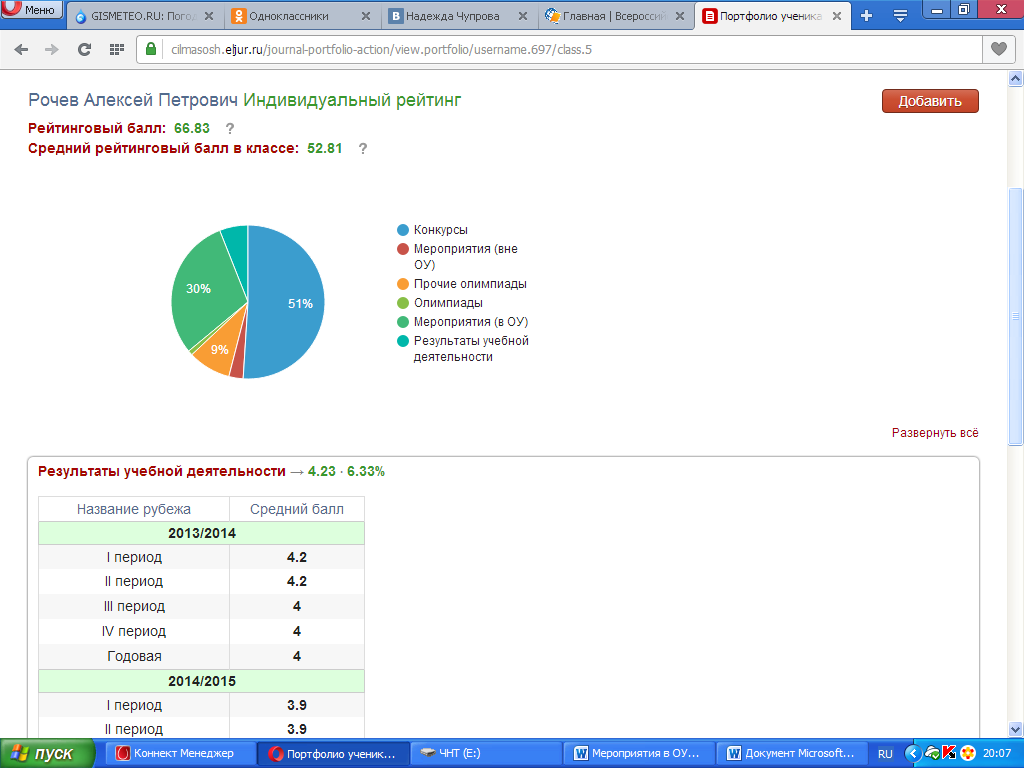 Меню
GISMETEO.RU: Пого
Одноклассники
Надежда Чупрова
Главная | Всеросси
Портфолио ученика
cilmasosh.eljur.ru/journal-portfolio-action/view.portfolio/username.697/class.5
Рочев Алексей Петрович Индивидуальный рейтинг
Добавить
Рейтинговый балл: 66.83 ?
Средний рейтинговый балл в классе: 52.81 ?
Конкурсы
Мероприятия (вне
ОУ)
Прочие олимпиады
Олимпиады
Мероприятия (в ОУ)
Результаты учебной
деятельности
30%
51%
9%
Развернуть всё
Результаты учебной деятельности → 4.23 · 6.33%
Название рубежа Средний балл
2013/2014
I период 4.2
II период 4.2
III период 4
IV период 4
Годовая 4
2014/2015
I период 3.9
II период 3.9
пуск
Коннект Менеджер
Портфолио ученик...
ЧНТ (E:)
Мероприятия в ОУ...
Документ Microsoft...
RU
20:07